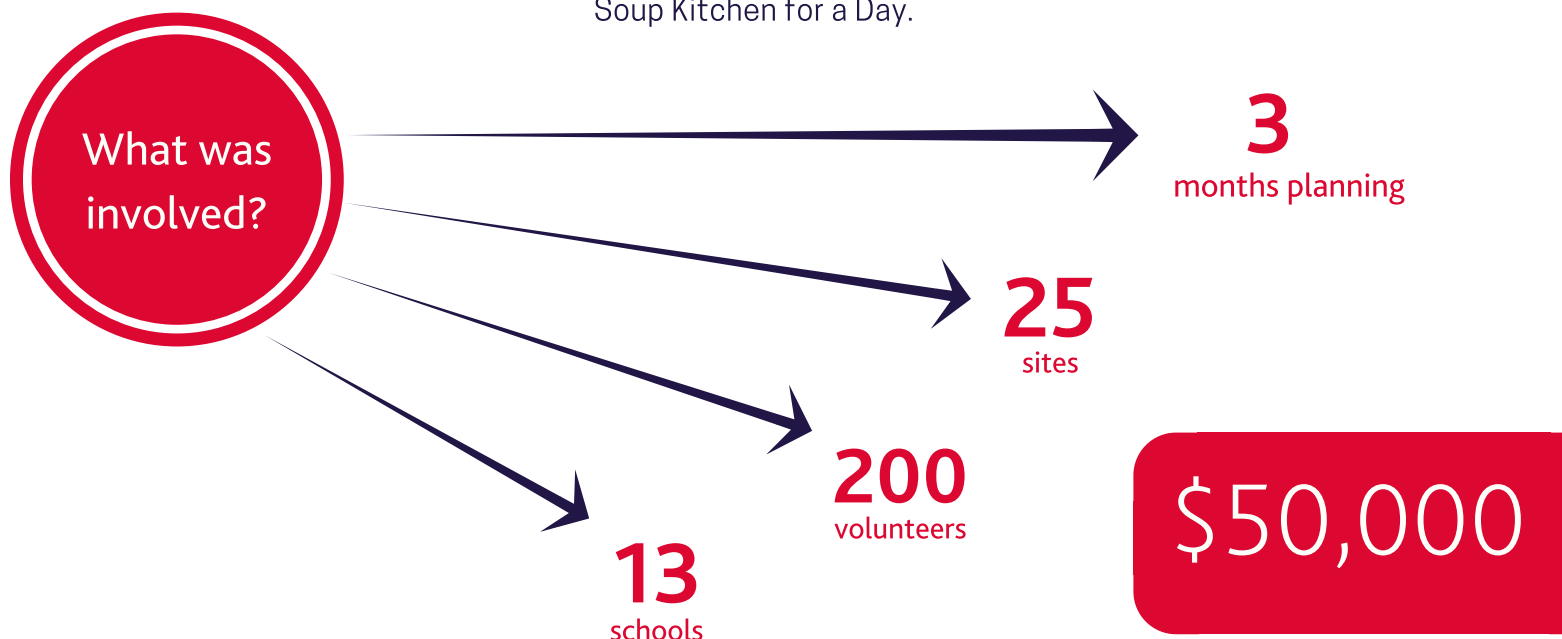 Soup Kitchen for a Day.
What was
involved?
3
months planning
25
sites
200
volunteers
13
schools
$50,000